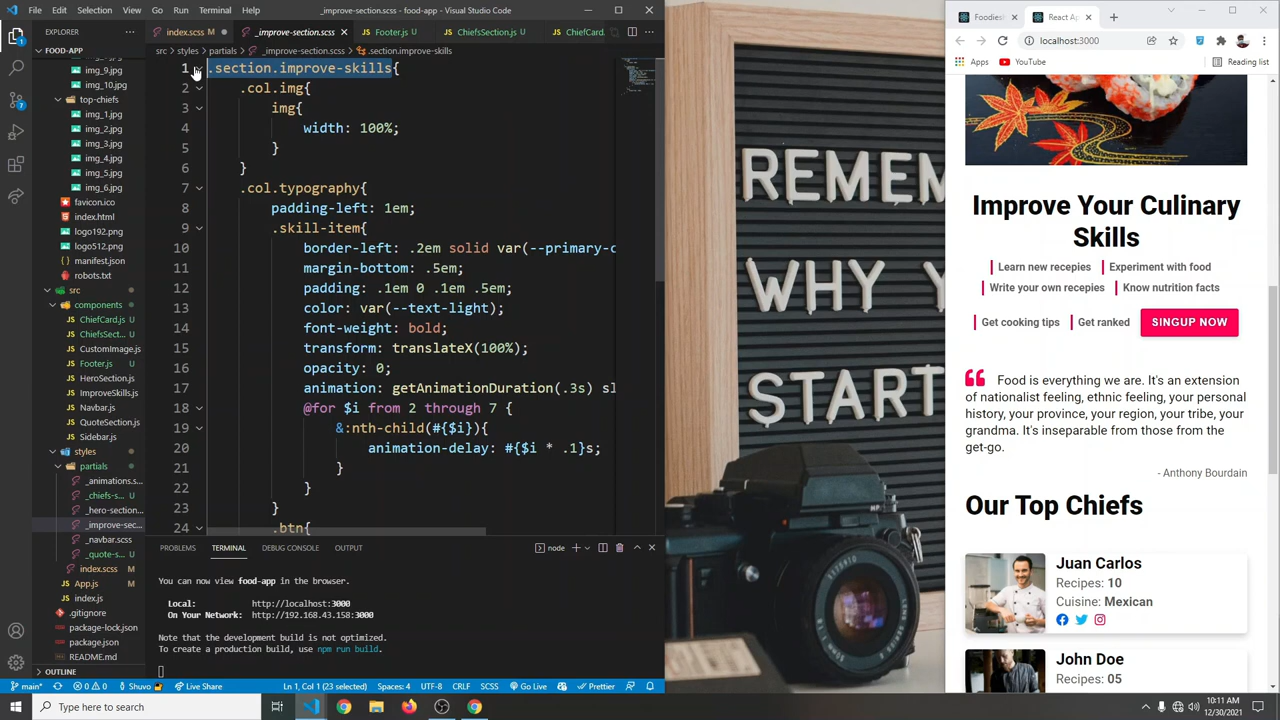 File Edit Selection View Go Run Terminal _improve-section.scss - food-app - Visual Studio Code
EXPLORER
FOOD-APP
img_9.jpg
img_10.jpg
top-chiefs
img_1.jpg
img_2.jpg
img_3.jpg
img_4.jpg
img_5.jpg
img_6.jpg
favicon.ico
index.html
logo192.png
logo512.png
manifest.json
robots.txt
src
components
ChiefCard.js
ChiefsSect...
CustomImage.js
Footer.js
HeroSection.js
ImproveSkills.js
Navbar.js
QuoteSection.js
Sidebar.js
styles
partials
_animations.s...
_chiefs-s...
_hero-section...
_improve-sec...
_navbar.scss
_quote-s...
index.scss M
App.js M
index.js
.gitignore
package-lock.json
package.json
README.md
OUTLINE
index.scss M _improve-section.scss Footer.js U ChiefsSection.js U ChiefCard.
src > styles > partials > _improve-section.scss > .section.improve-skills
1 .section.improve-skills{
2 .col.img{
3 img{
4 width: 100%;
5 }
6 }
7 .col.typography{
8 padding-left: 1em;
9 .skill-item{
10 border-left: .2em solid var(--primary-c
11 margin-bottom: .5em;
12 padding: .1em 0 .1em .5em;
13 color: var(--text-light);
14 font-weight: bold;
15 transform: translateX(100%);
16 opacity: 0;
17 animation: getAnimationDuration(.3s) sl
18 @for $i from 2 through 7 {
19 &:nth-child(#{$i}){
20 animation-delay: #{$i * .1}s;
21 }
22 }
23 }
24 .btn{
PROBLEMS TERMINAL DEBUG CONSOLE OUTPUT node
You can now view food-app in the browser.
Local: http://localhost:3000
On Your Network: http://192.168.43.158:3000
Note that the development build is not optimized.
To create a production build, use npm run build.
main* 0 0 Shuvo Live Share Ln 1, Col 1 (23 selected) Spaces: 4 UTF-8 CRLF SCSS Go Live Prettier
REMEM
WHY Y
START
Foodies React Ap
localhost:3000
Apps YouTube Reading list
Improve Your Culinary
Skills
Learn new recepies Experiment with food
Write your own recepies Know nutrition facts
Get cooking tips Get ranked SINGUP NOW
Food is everything we are. It's an extension
of nationalist feeling, ethnic feeling, your personal
history, your province, your region, your tribe, your
grandma. It's inseparable from those from the
get-go.
- Anthony Bourdain
Our Top Chiefs
Juan Carlos
Recipes: 10
Cuisine: Mexican
John Doe
Recipes: 05
Type here to search
10:11 AM
12/30/2021